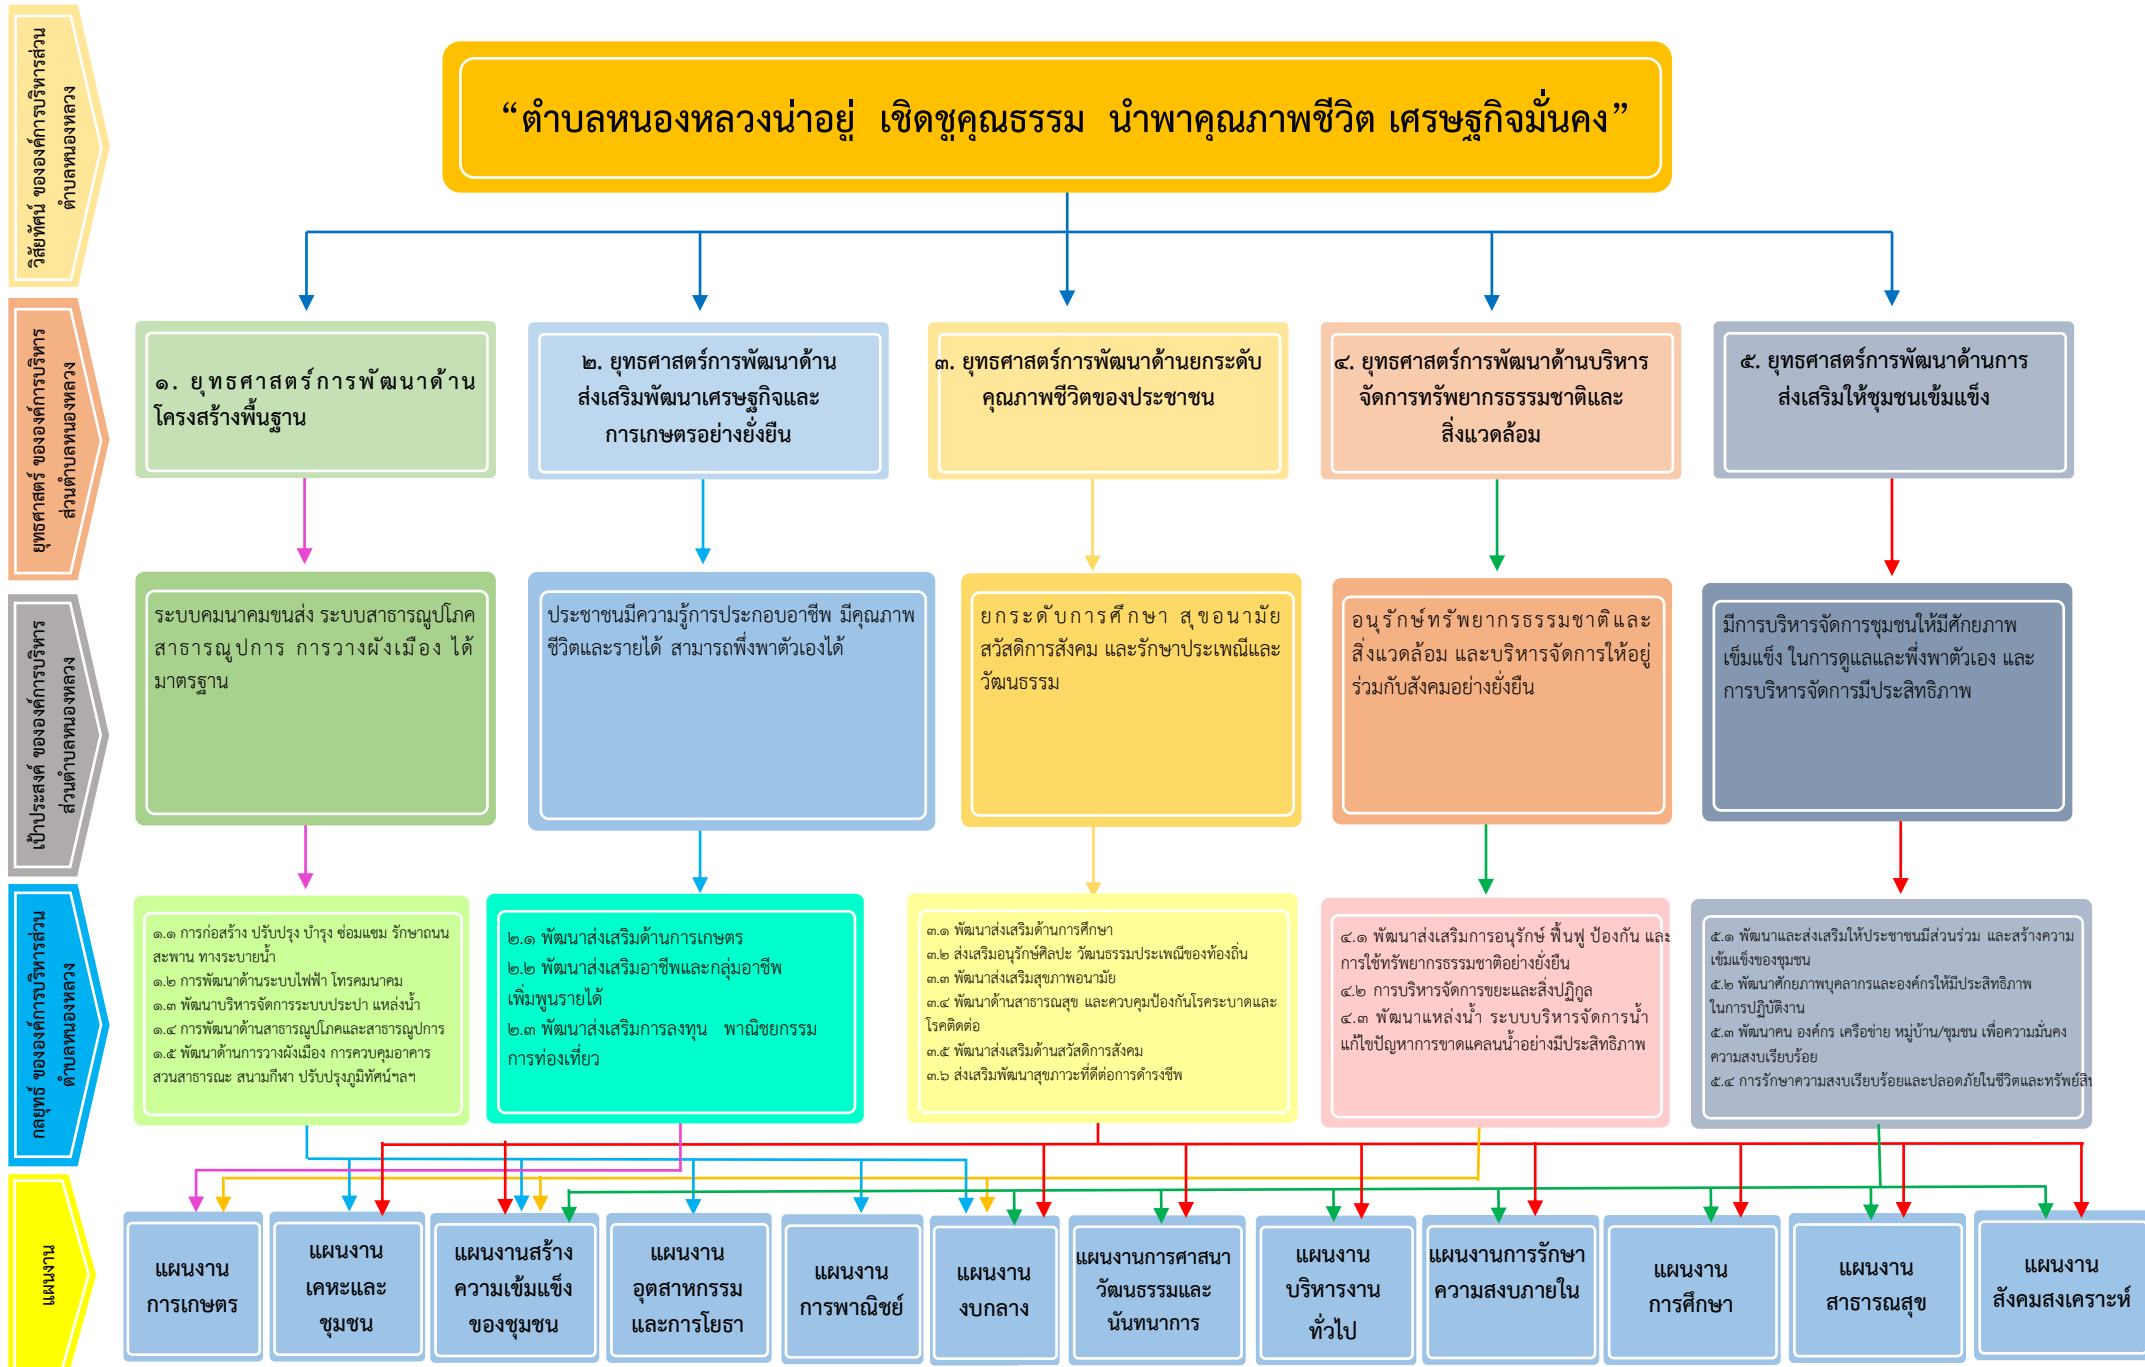 วิสัยทัศน์ ขององค์การบริหารส่วน
ตำบลหนองหลวง
“ตำบลหนองหลวงน่าอยู่ เชิดชูคุณธรรม นำพาคุณภาพชีวิต เศรษฐกิจมั่นคง”
ยุทธศาสตร์ ขององค์การบริหาร
ส่วนตำบลหนองหลวง
๑. ยุทธศาสตร์การพัฒนาด้าน
โครงสร้างพื้นฐาน
๒. ยุทธศาสตร์การพัฒนาด้าน
ส่งเสริมพัฒนาเศรษฐกิจและ
การเกษตรอย่างยั่งยืน
๓. ยุทธศาสตร์การพัฒนาด้านยกระดับ
คุณภาพชีวิตของประชาชน
๔. ยุทธศาสตร์การพัฒนาด้านบริหาร
จัดการทรัพยากรธรรมชาติและ
สิ่งแวดล้อม
๕. ยุทธศาสตร์การพัฒนาด้านการ
ส่งเสริมให้ชุมชนเข้มแข็ง
เป้าประสงค์ ขององค์การบริหาร
ส่วนตำบลหนองหลวง
ระบบคมนาคมขนส่ง ระบบสาธารณูปโภค
สาธารณูปการ การวางผังเมือง ได้
มาตรฐาน
ประชาชนมีความรู้การประกอบอาชีพ มีคุณภาพ
ชีวิตและรายได้ สามารถพึ่งพาตัวเองได้
ยกระดับการศึกษา สุขอนามัย
สวัสดิการสังคม และรักษาประเพณีและ
วัฒนธรรม
อนุรักษ์ทรัพยากรธรรมชาติและ
สิ่งแวดล้อม และบริหารจัดการให้อยู่
ร่วมกับสังคมอย่างยั่งยืน
มีการบริหารจัดการชุมชนให้มีศักยภาพ
เข้มแข็ง ในการดูแลและพึ่งพาตัวเอง และ
การบริหารจัดการมีประสิทธิภาพ
กลยุทธ์ ขององค์การบริหารส่วน
ตำบลหนองหลวง
๑.๑ การก่อสร้าง ปรับปรุง บำรุง ซ่อมแซม รักษาถนน
สะพาน ทางระบายน้ำ
๑.๒ การพัฒนาด้านระบบไฟฟ้า โทรคมนาคม
๑.๓ พัฒนาบริหารจัดการระบบประปา แหล่งน้ำ
๑.๔ การพัฒนาด้านสาธารณูปโภคและสาธารณูปการ
๑.๕ พัฒนาด้านการวางผังเมือง การควบคุมอาคาร
สวนสาธารณะ สนามกีฬา ปรับปรุงภูมิทัศน์ฯลฯ
๒.๑ พัฒนาส่งเสริมด้านการเกษตร
๒.๒ พัฒนาส่งเสริมอาชีพและกลุ่มอาชีพ
เพิ่มพูนรายได้
๒.๓ พัฒนาส่งเสริมการลงทุน พาณิชยกรรม
การท่องเที่ยว
๓.๑ พัฒนาส่งเสริมด้านการศึกษา
๓.๒ ส่งเสริมอนุรักษ์ศิลปะ วัฒนธรรมประเพณีของท้องถิ่น
๓.๓ พัฒนาส่งเสริมสุขภาพอนามัย
๓.๔ พัฒนาด้านสาธารณสุข และควบคุมป้องกันโรคระบาดและ
โรคติดต่อ
๓.๕ พัฒนาส่งเสริมด้านสวัสดิการสังคม
๓.๖ ส่งเสริมพัฒนาสุขภาวะที่ดีต่อการดำรงชีพ
๔.๑ พัฒนาส่งเสริมการอนุรักษ์ ฟื้นฟู ป้องกัน และ
การใช้ทรัพยากรธรรมชาติอย่างยั่งยืน
๔.๒ การบริหารจัดการขยะและสิ่งปฏิกูล
๔.๓ พัฒนาแหล่งน้ำ ระบบบริหารจัดการน้ำ
แก้ไขปัญหาการขาดแคลนน้ำอย่างมีประสิทธิภาพ
๕.๑ พัฒนาและส่งเสริมให้ประชาชนมีส่วนร่วม และสร้างความ
เข้มแข็งของชุมชน
๕.๒ พัฒนาศักยภาพบุคลากรและองค์กรให้มีประสิทธิภาพ
ในการปฏิบัติงาน
๕.๓ พัฒนาคน องค์กร เครือข่าย หมู่บ้าน/ชุมชน เพื่อความมั่นคง
ความสงบเรียบร้อย
๕.๔ การรักษาความสงบเรียบร้อยและปลอดภัยในชีวิตและทรัพย์สิน
แผนงาน
แผนงาน
การเกษตร
แผนงาน
เคหะและ
ชุมชน
แผนงานสร้าง
ความเข้มแข็ง
ของชุมชน
แผนงาน
อุตสาหกรรม
และการโยธา
แผนงาน
การพาณิชย์
แผนงาน
งบกลาง
แผนงานการศาสนา
วัฒนธรรมและ
นันทนาการ
แผนงาน
บริหารงาน
ทั่วไป
แผนงานการรักษา
ความสงบภายใน
แผนงาน
การศึกษา
แผนงาน
สาธารณสุข
แผนงาน
สังคมสงเคราะห์